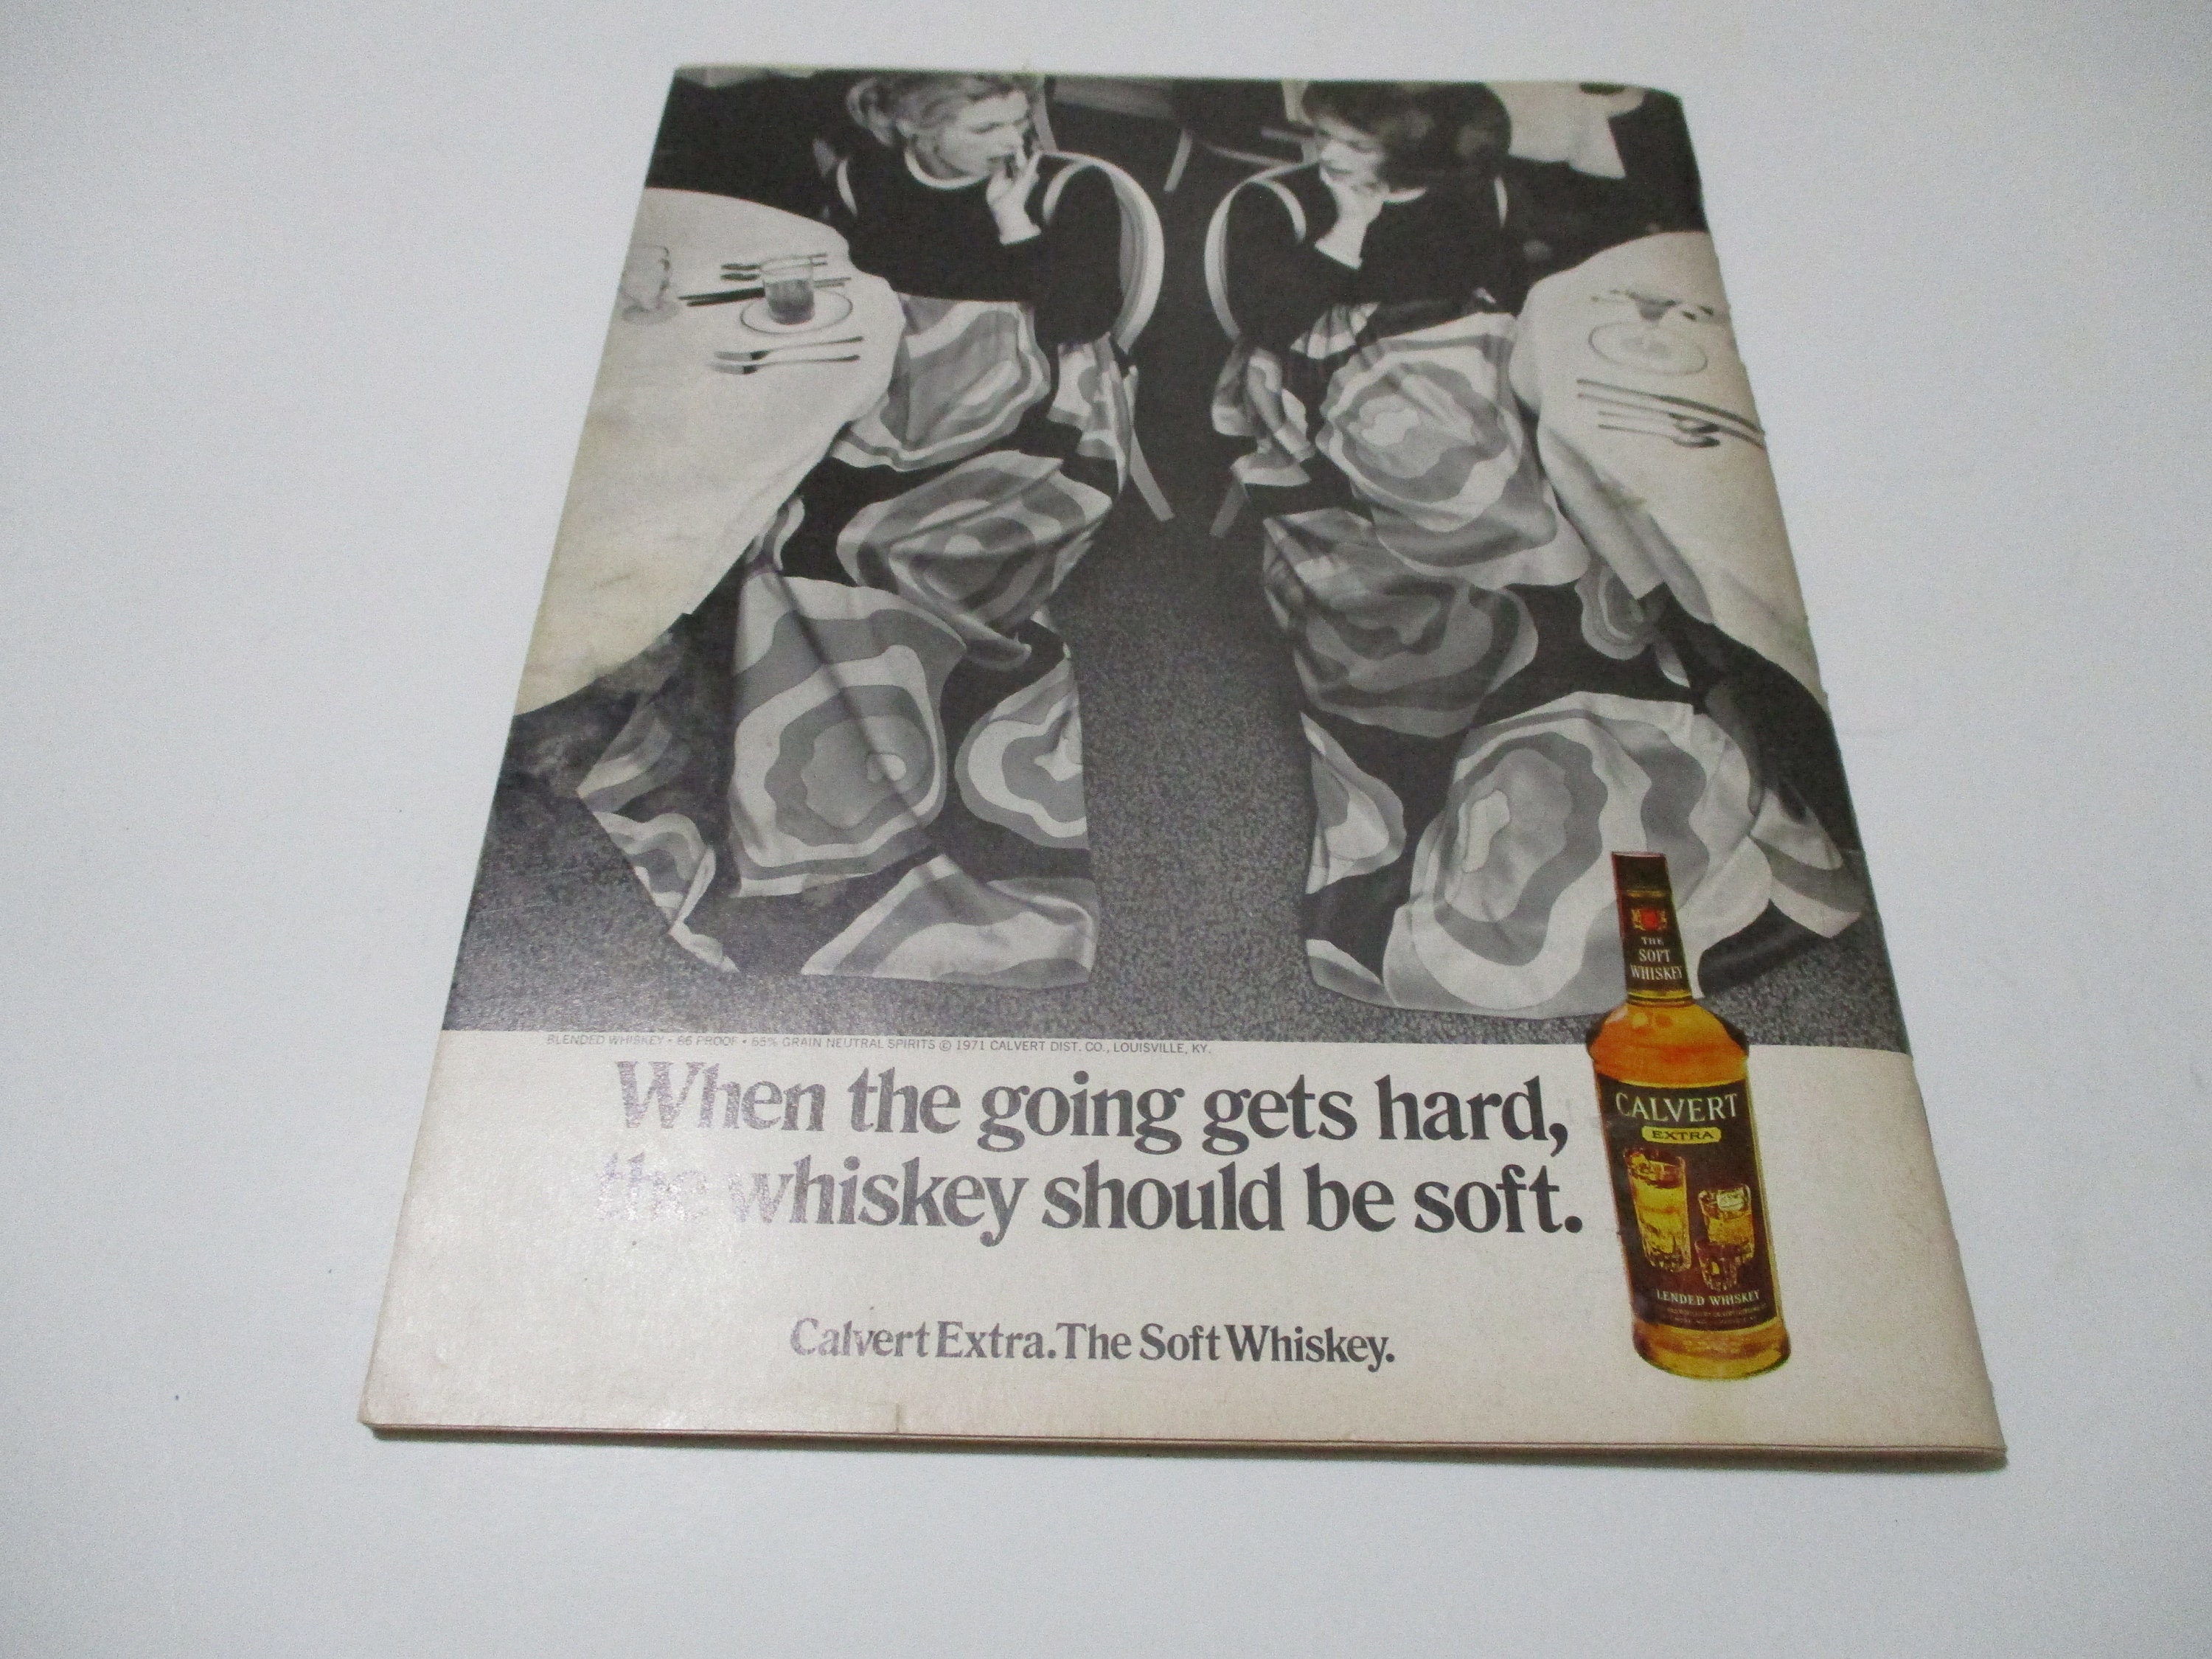 BLENDED WHISKEY • 86 PROOF • 65% GRAIN NEUTRAL SPIRITS © 1971 CALVERT DIST. CO., LOUISVILLE, KY.
When the going gets hard,
the whiskey should be soft.
Calvert Extra. The Soft Whiskey.
THE
SOFT
WHISKEY
CALVERT
EXTRA
LENDED WHISKEY